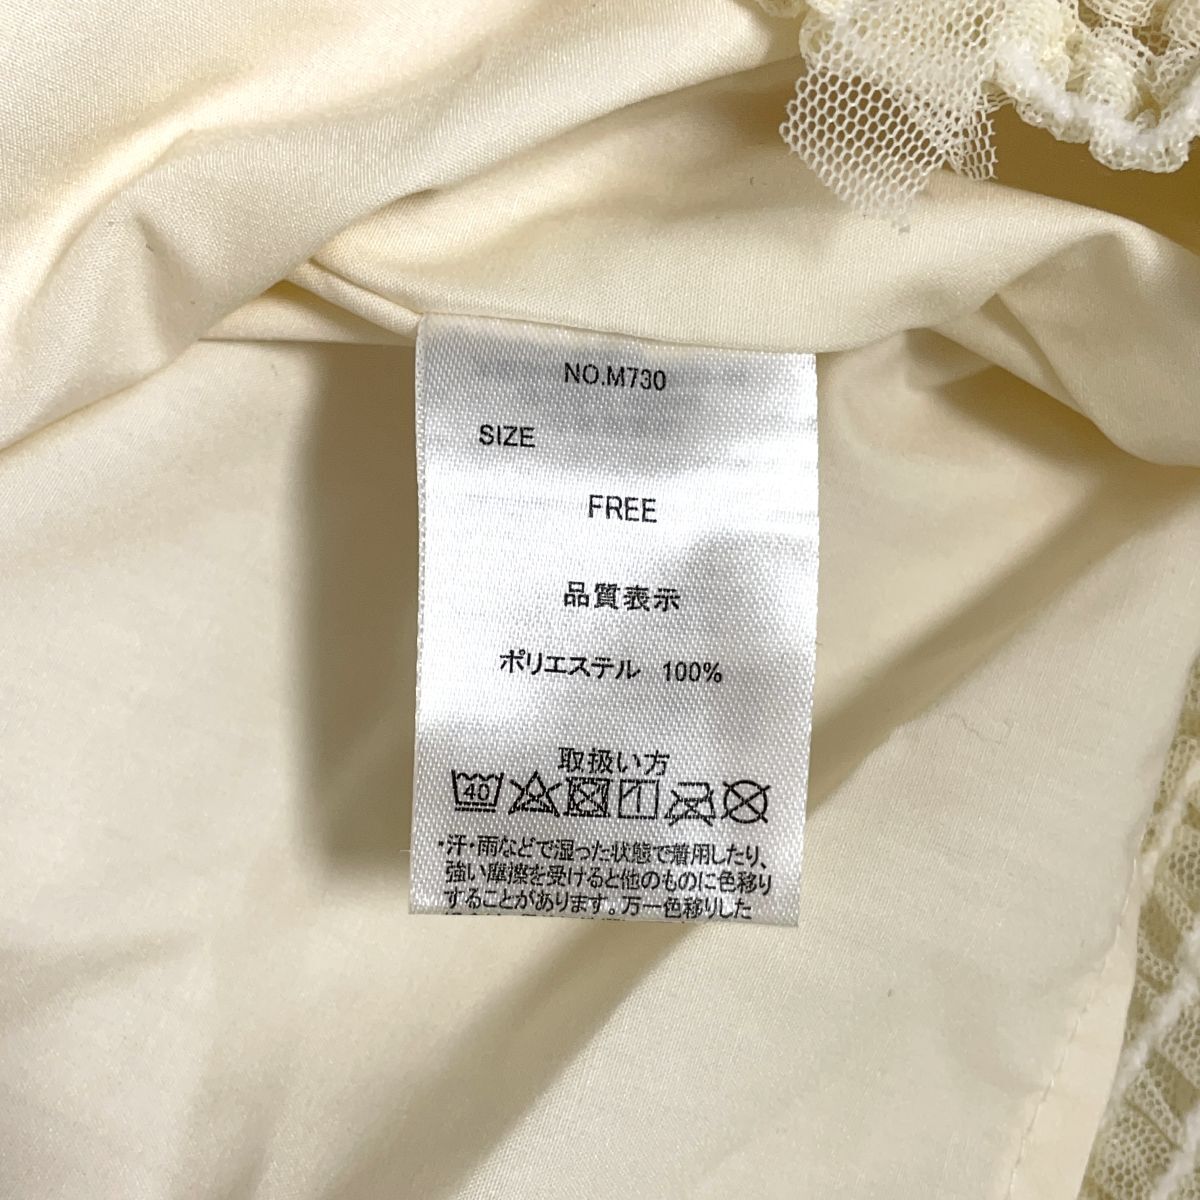 NO.M730
SIZE
FREE
品質表示
ポリエステル 100%
取扱い方
40
・汗・雨などで湿った状態で着用したり、
強い摩擦を受けると他のものに色移り
することがあります。万一色移りした